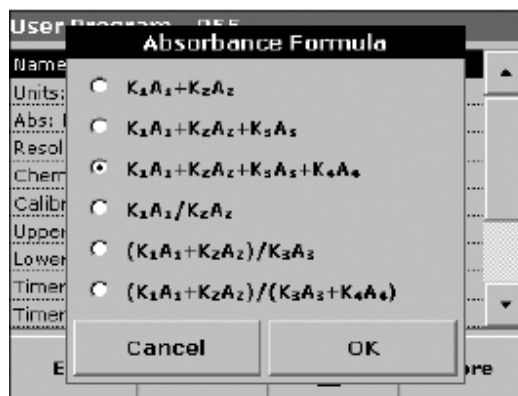 User Program
Absorbance Formula
Name
Units:
Abs:
Resol
Chem
Calibr
Upper
Lower
Timer
Timer
K₁A₁+K₂A₂
K₁A₁+K₂A₂+K₃A₃
K₁A₁+K₂A₂+K₃A₃+K₄A₄
K₁A₁/K₂A₂
(K₁A₁+K₂A₂)/K₃A₃
(K₁A₁+K₂A₂)/(K₃A₃+K₄A₄)
Cancel
OK
E
re